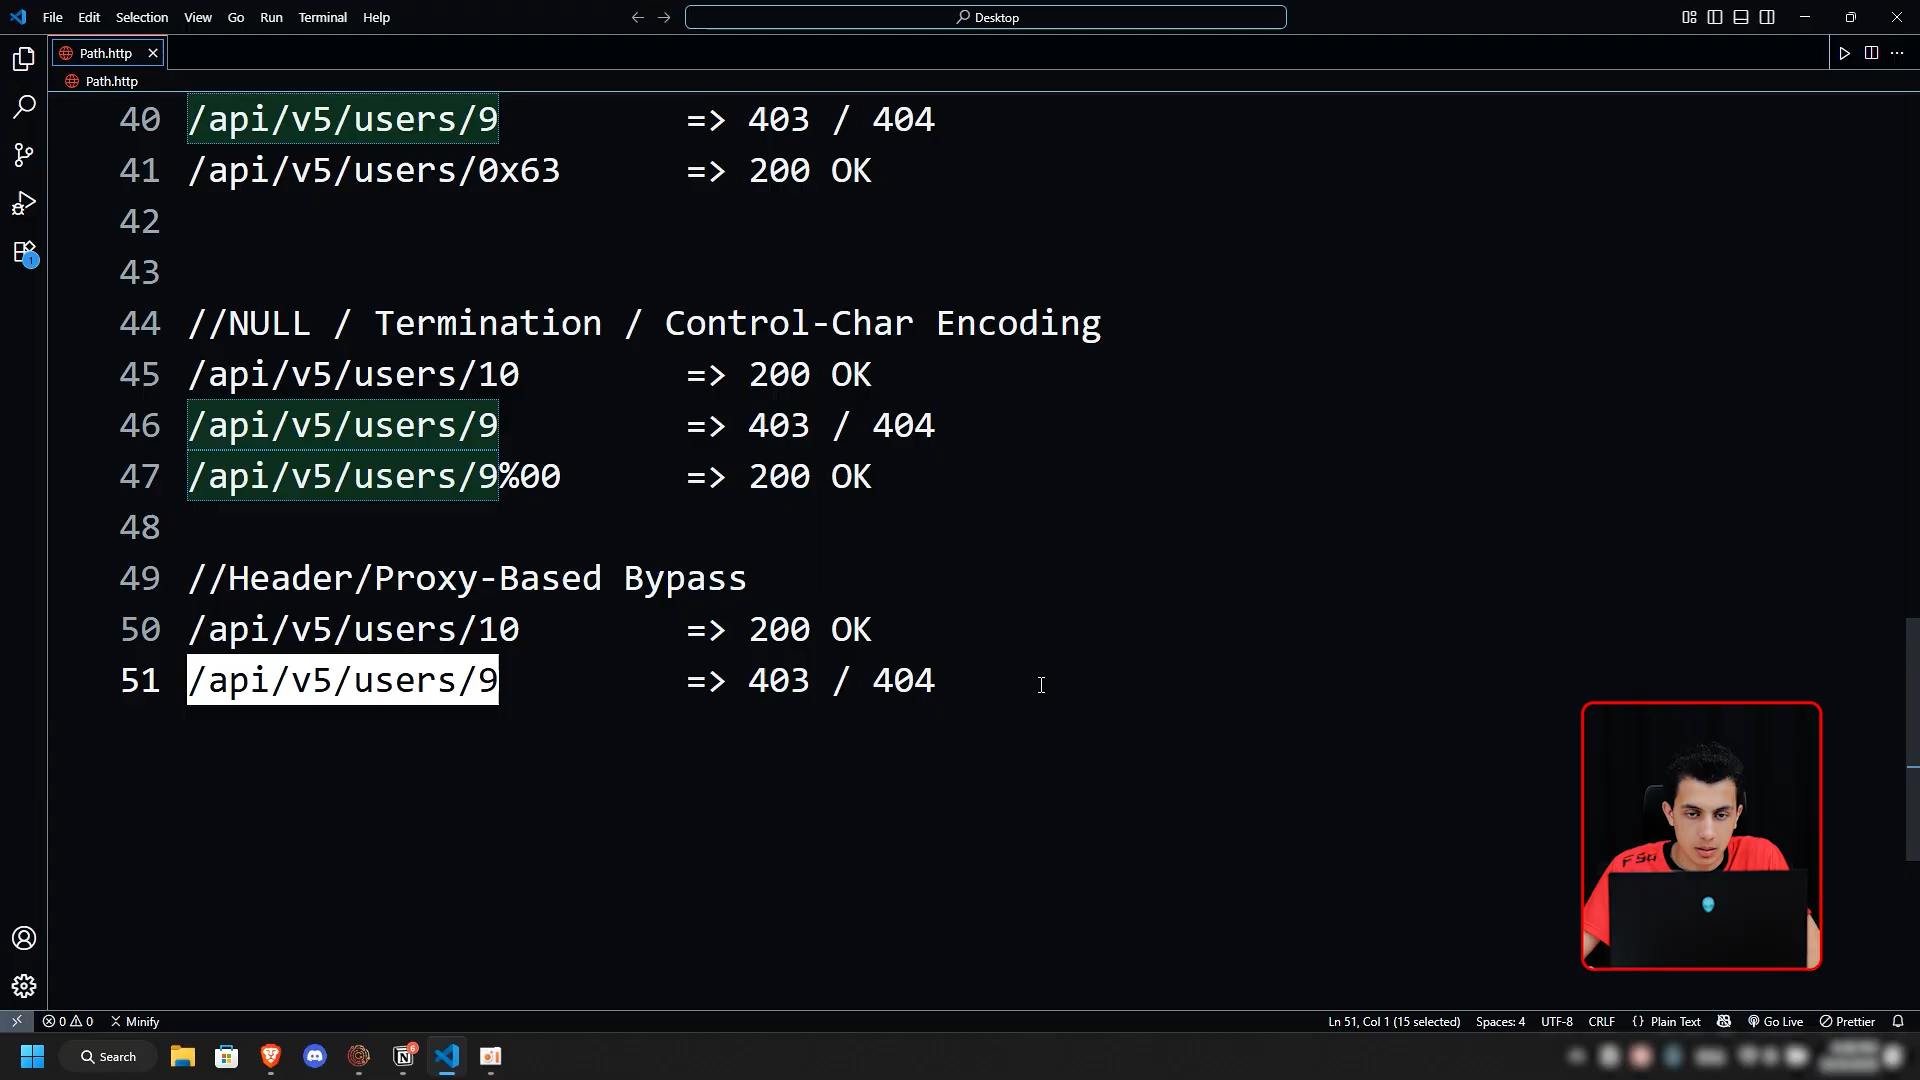 File Edit Selection View Go Run Terminal Help
Desktop
Path.http
Path.http
40 /api/v5/users/9 => 403 / 404
41 /api/v5/users/0x63 => 200 OK
42
43
44 //NULL / Termination / Control-Char Encoding
45 /api/v5/users/10 => 200 OK
46 /api/v5/users/9 => 403 / 404
47 /api/v5/users/9%00 => 200 OK
48
49 //Header/Proxy-Based Bypass
50 /api/v5/users/10 => 200 OK
51 /api/v5/users/9 => 403 / 404
1
0 0 Minify
Ln 51, Col 1 (15 selected) Spaces: 4 UTF-8 CRLF {} Plain Text Go Live Prettier
Search
6